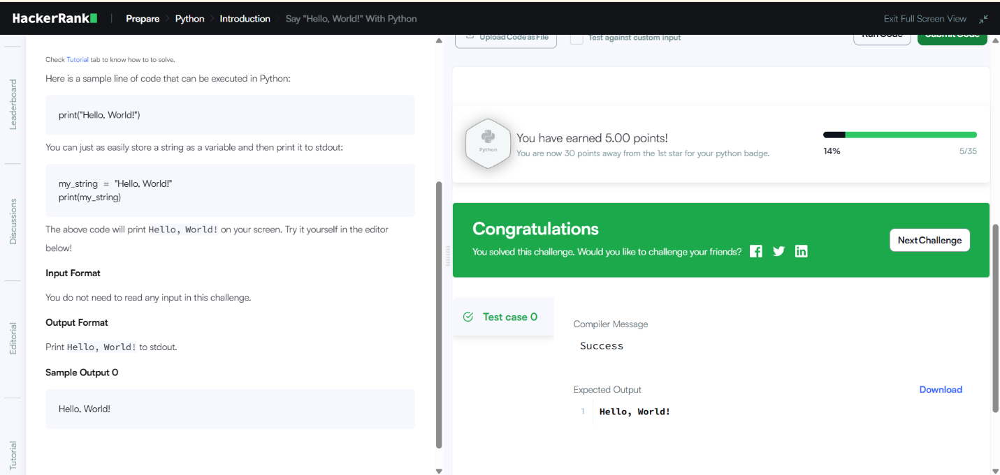 HackerRank
Prepare
Python
Introduction
Say "Hello, World!" With Python
Exit Full Screen View
Leaderboard
Discussions
Editorial
Tutorial
Check Tutorial tab to know how to to solve.
Here is a sample line of code that can be executed in Python:
print("Hello, World!")
You can just as easily store a string as a variable and then print it to stdout:
my_string = "Hello, World!"
print(my_string)
The above code will print Hello, World! on your screen. Try it yourself in the editor
below!
Input Format
You do not need to read any input in this challenge.
Output Format
Print Hello, World! to stdout.
Sample Output 0
Hello, World!
Upload Code as File
Test against custom input
Run Code
Submit Code
Python
You have earned 5.00 points!
You are now 30 points away from the 1st star for your python badge.
14%
5/35
Congratulations
You solved this challenge. Would you like to challenge your friends?
Next Challenge
Test case 0
Compiler Message
Success
Expected Output
Download
1
Hello, World!